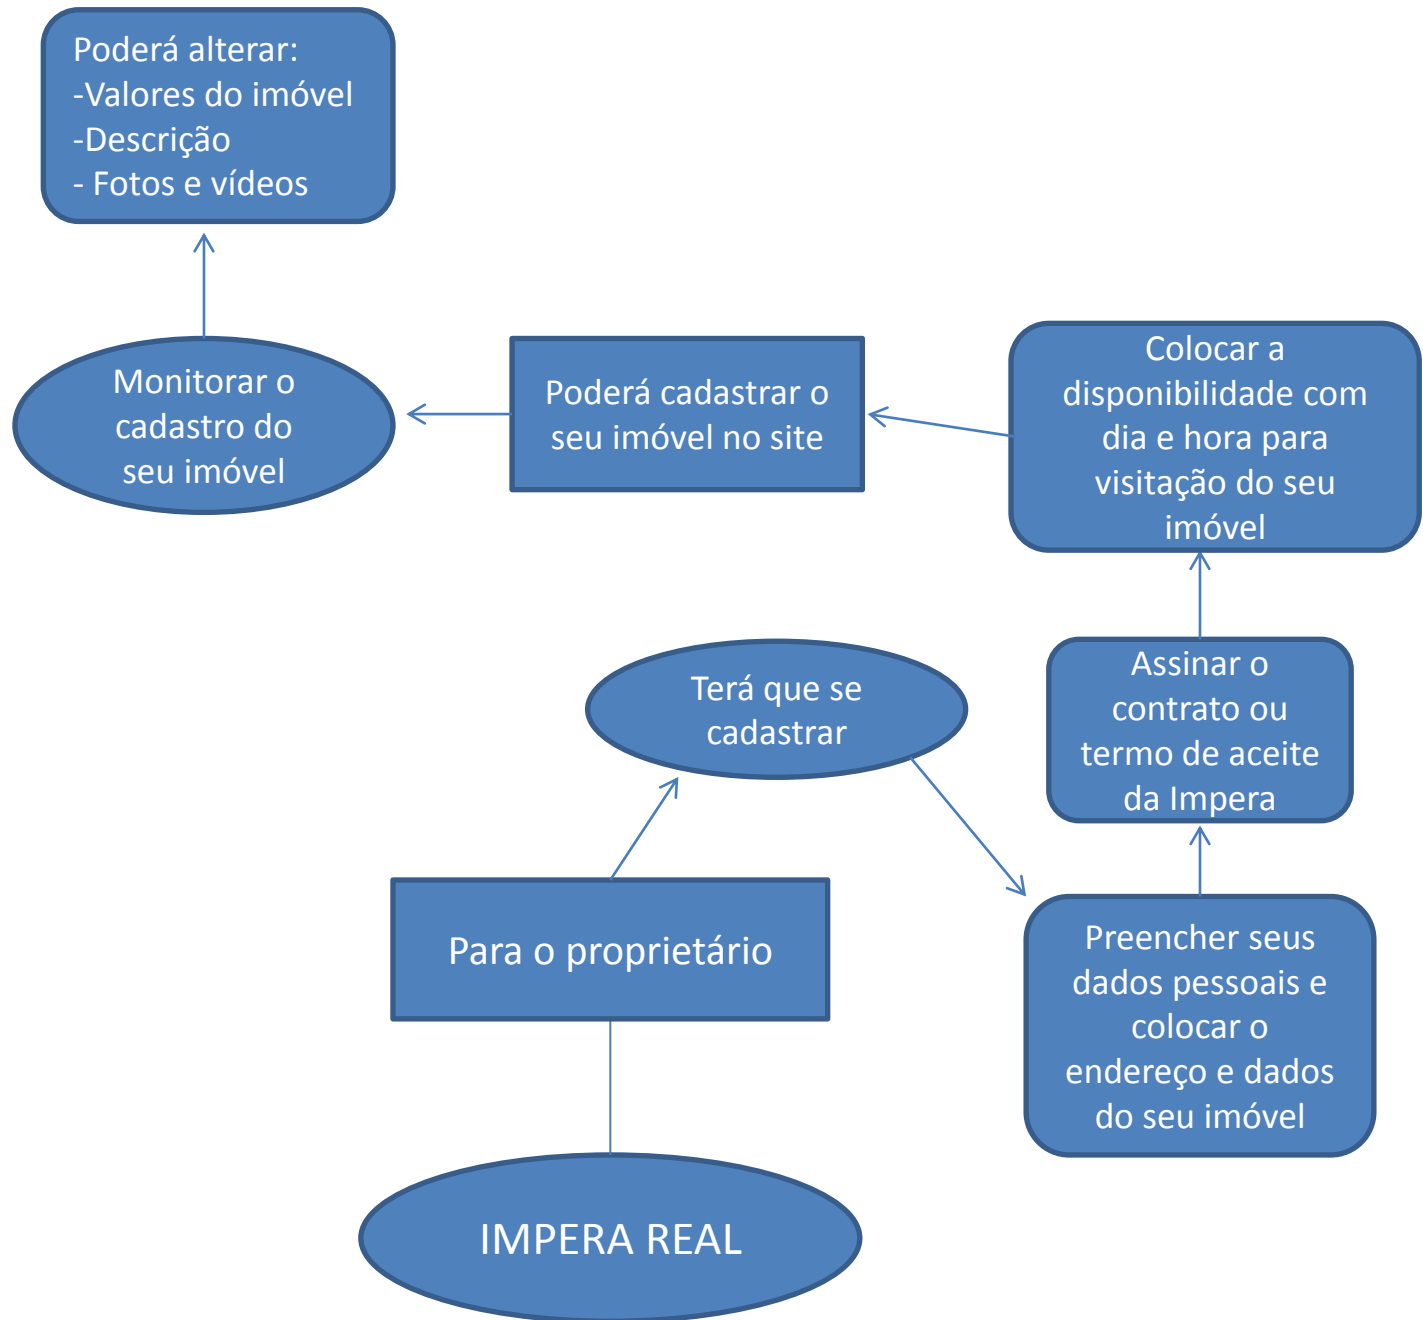 Poderá alterar:
-Valores do imóvel
-Descrição
- Fotos e vídeos
Monitorar o
cadastro do
seu imóvel
Poderá cadastrar o
seu imóvel no site
Colocar a
disponibilidade com
dia e hora para
visitação do seu
imóvel
Terá que se
cadastrar
Assinar o
contrato ou
termo de aceite
da Impera
Para o proprietário
Preencher seus
dados pessoais e
colocar o
endereço e dados
do seu imóvel
IMPERA REAL